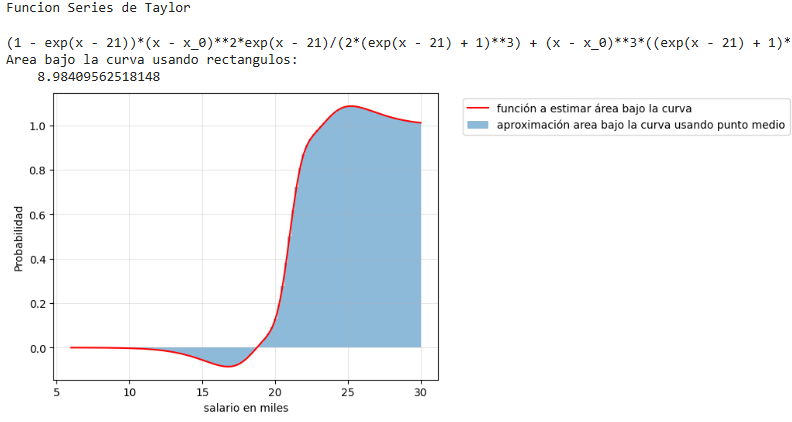 Funcion Series de Taylor
(1 - exp(x - 21))*(x - x_0)**2*exp(x - 21)/(2*(exp(x - 21) + 1)**3) + (x - x_0)**3*((exp(x - 21) + 1)*
Area bajo la curva usando rectangulos:
8.98409562518148
función a estimar área bajo la curva
aproximación area bajo la curva usando punto medio
1.0
0.8
0.6
0.4
0.2
0.0
Probabilidad
5 10 15 20 25 30
salario en miles